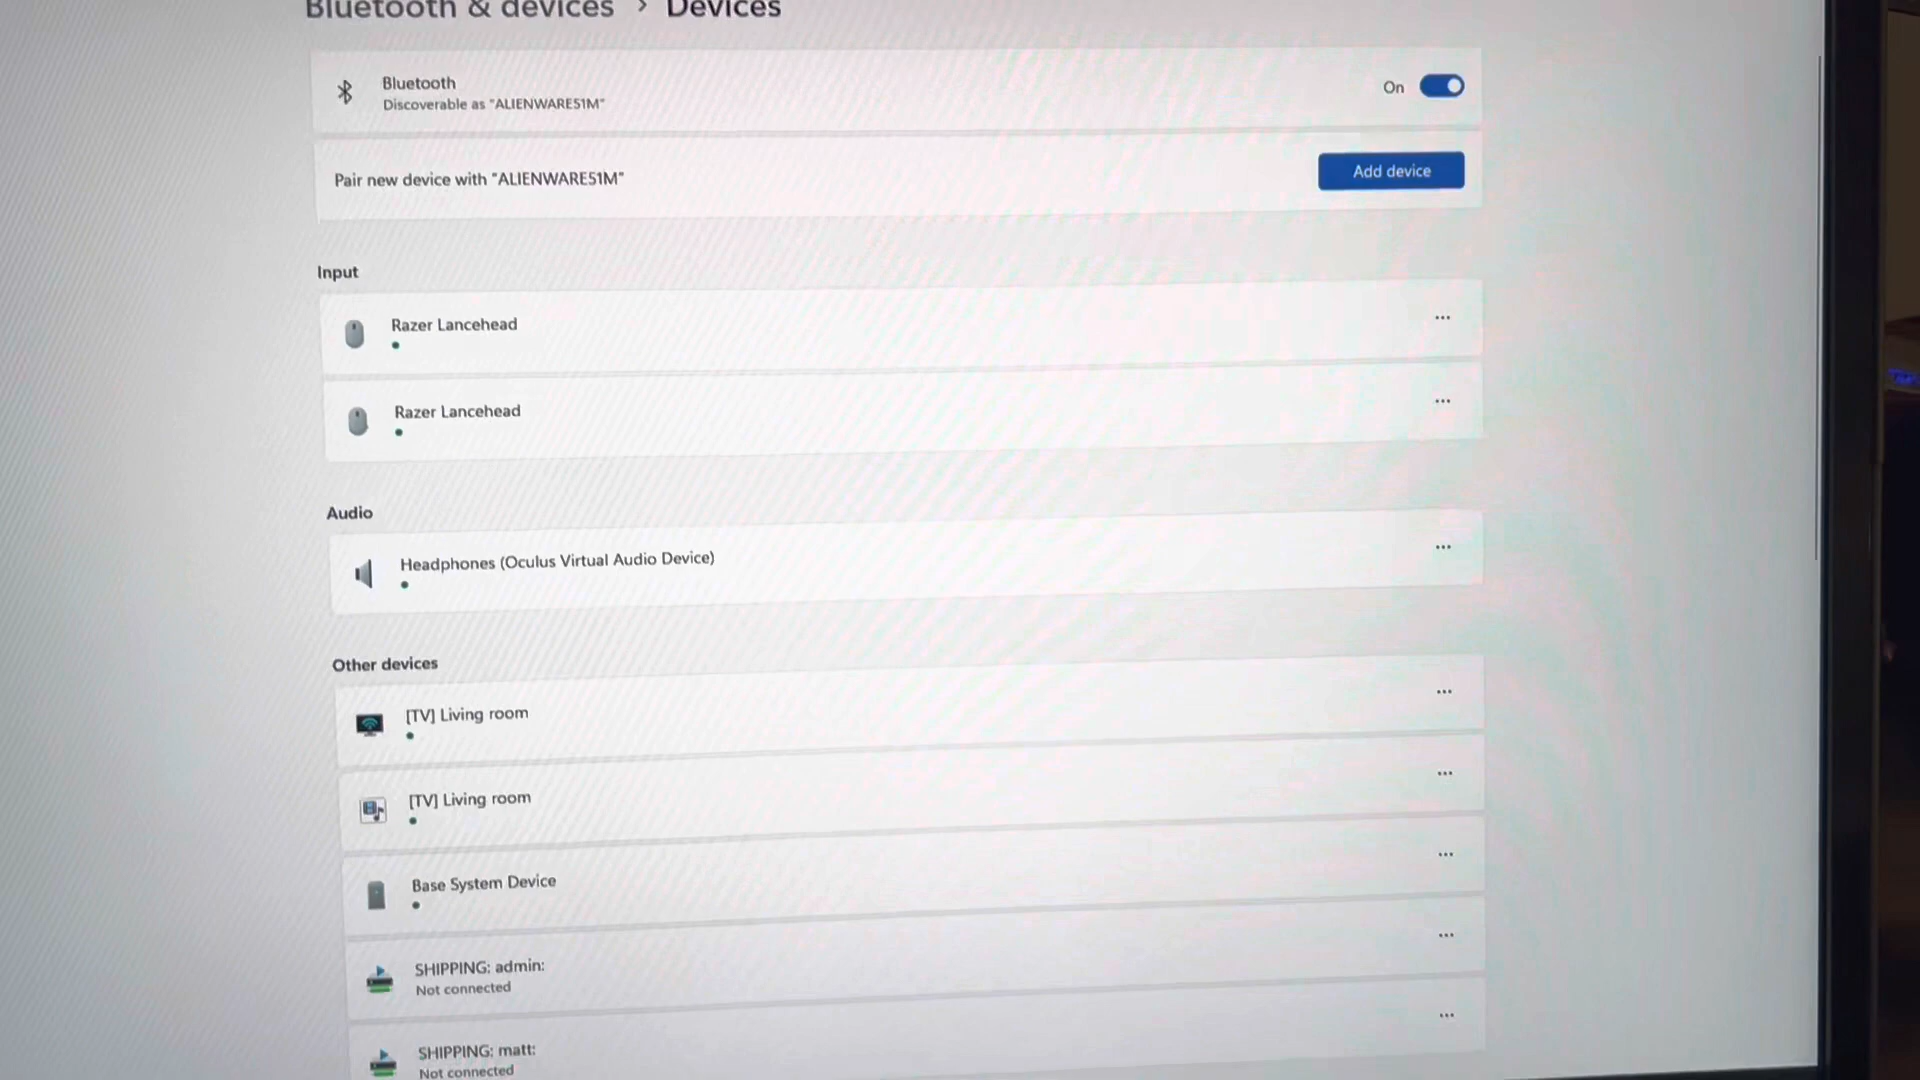 Bluetooth & devices > Devices
Bluetooth
Discoverable as "ALIENWARE51M"
On
Pair new device with "ALIENWARE51M"
Add device
Input
Razer Lancehead
Razer Lancehead
Audio
Headphones (Oculus Virtual Audio Device)
Other devices
[TV] Living room
[TV] Living room
Base System Device
SHIPPING: admin:
Not connected
SHIPPING: matt:
Not connected